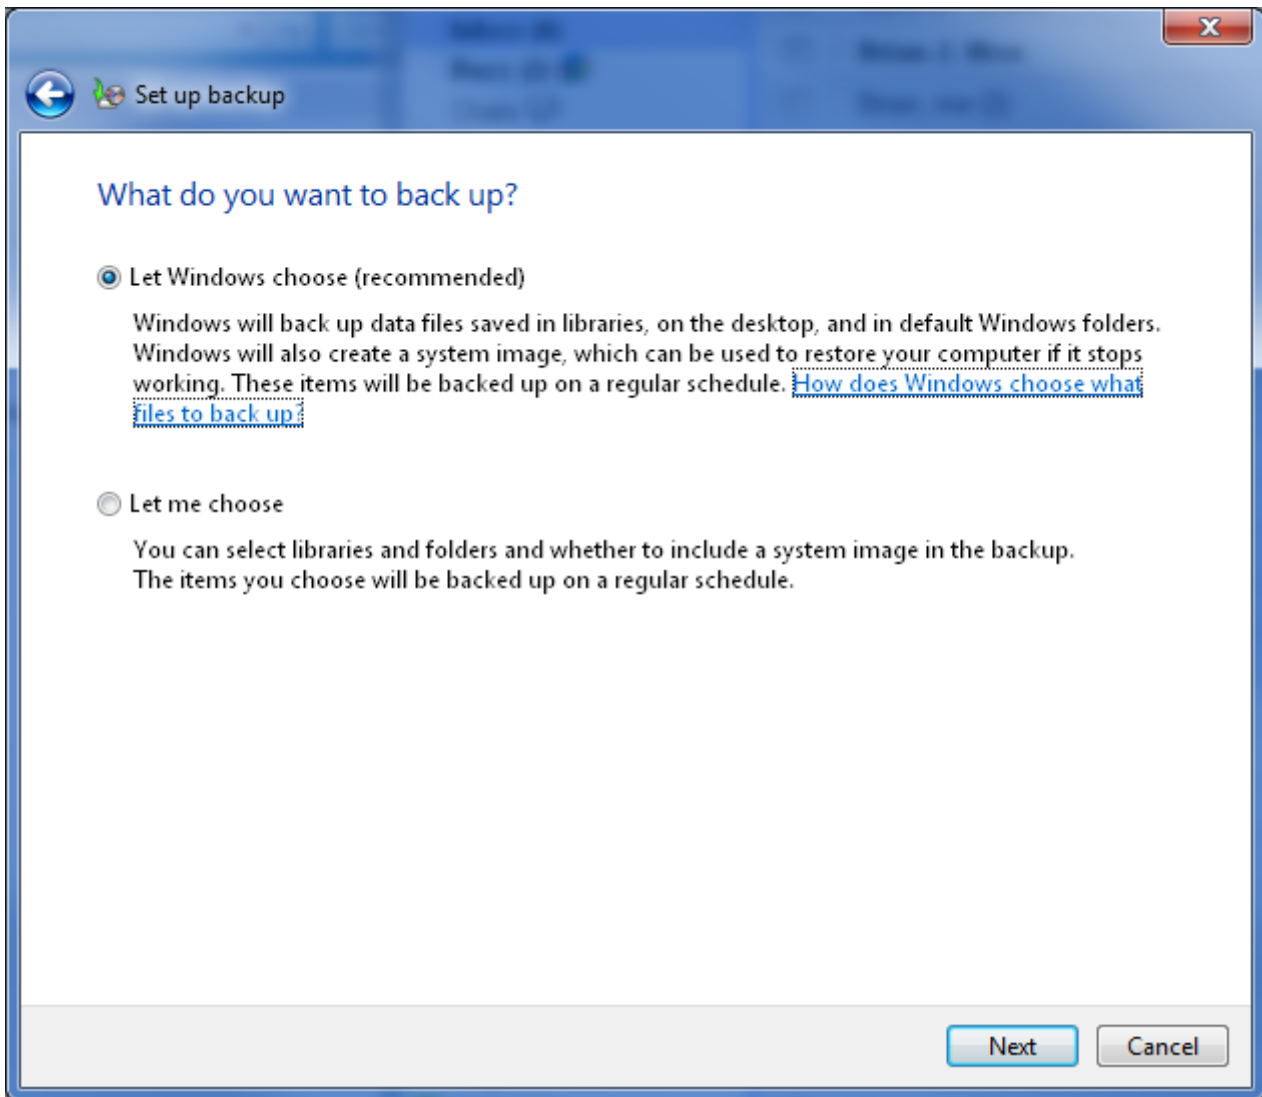 Set up backup
What do you want to back up?
Let Windows choose (recommended)
Windows will back up data files saved in libraries, on the desktop, and in default Windows folders.
Windows will also create a system image, which can be used to restore your computer if it stops
working. These items will be backed up on a regular schedule. How does Windows choose what
files to back up?
Let me choose
You can select libraries and folders and whether to include a system image in the backup.
The items you choose will be backed up on a regular schedule.
Next Cancel